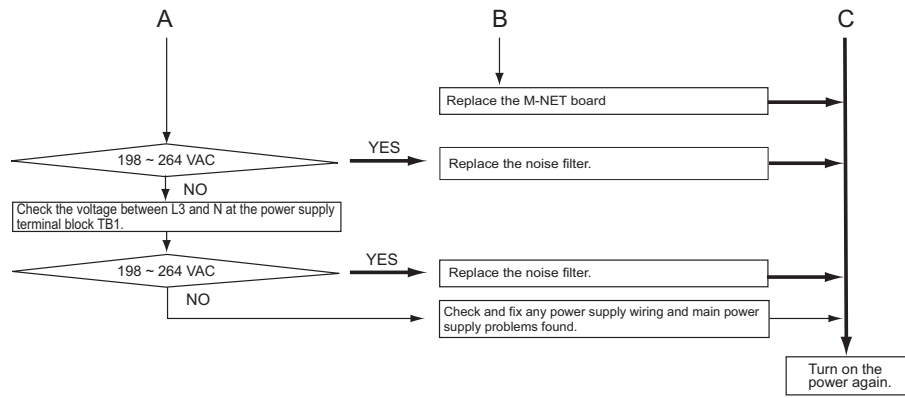 A
B
C
Replace the M-NET board
198 ~ 264 VAC
YES
Replace the noise filter.
NO
Check the voltage between L3 and N at the power supply
terminal block TB1.
198 ~ 264 VAC
YES
Replace the noise filter.
NO
Check and fix any power supply wiring and main power
supply problems found.
Turn on the
power again.